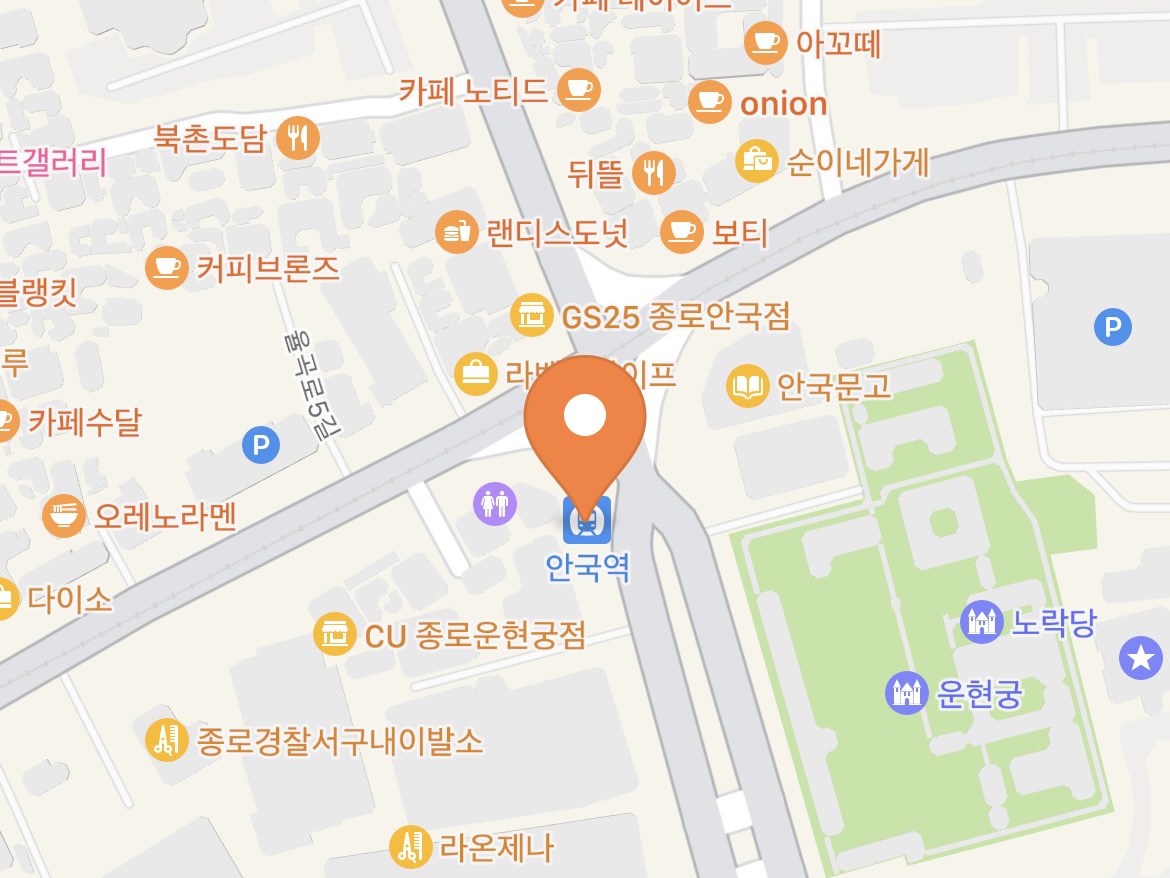 아꼬떼
카페 노티드
onion
북촌도담
트갤러리
뒤뜰
순이네가게
랜디스도넛
보티
커피브론즈
블랭킷
GS25 종로안국점
율곡로5길
루
이프
안국문고
카페수달
P
P
오레노라멘
안국역
다이소
CU 종로운현궁점
노락당
운현궁
종로경찰서구내이발소
라온제나